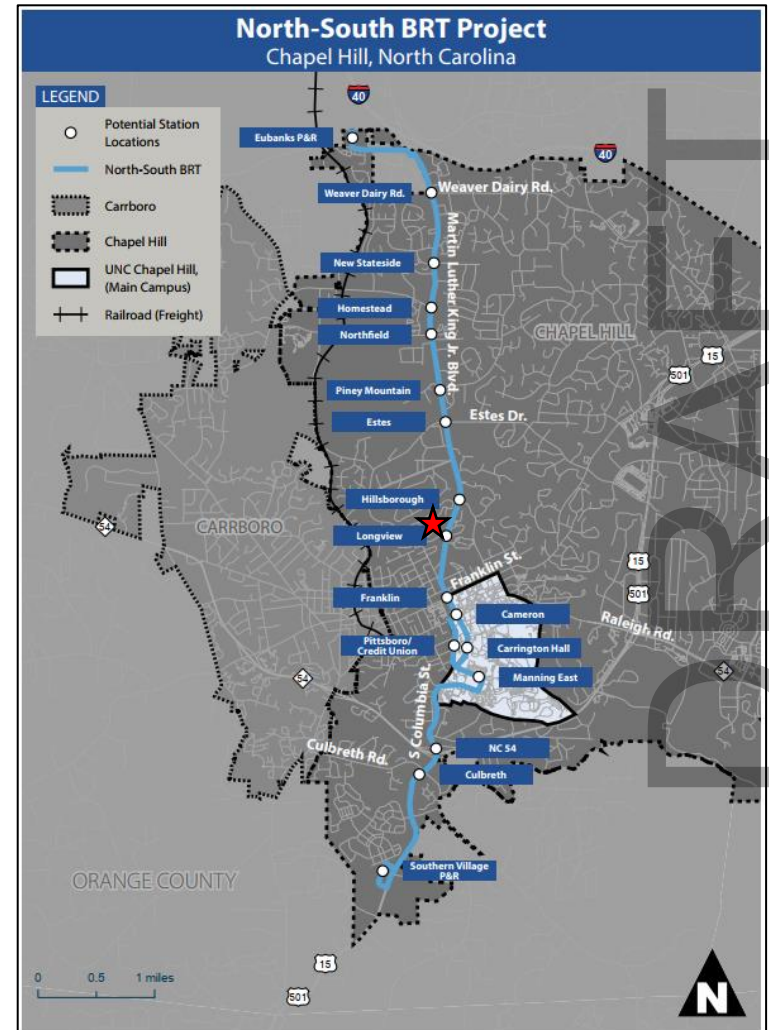 North-South BRT Project
Chapel Hill, North Carolina
LEGEND
Potential Station
Locations
North-South BRT
Carrboro
Chapel Hill
UNC Chapel Hill,
(Main Campus)
Railroad (Freight)
40
Eubanks P&R
40
Weaver Dairy Rd.
Weaver Dairy Rd.
Martin Luther King Jr. Blvd.
New Stateside
Homestead
Northfield
CHAPEL HILL
15
501
Piney Mountain
Estes
Estes Dr.
Hillsborough
54
CARRBORO
Longview
Franklin St.
15
501
Franklin
Cameron
Raleigh Rd.
Pittsboro/
Credit Union
Carrington Hall
54
54
Manning East
S Columbia St.
NC 54
Culbreth Rd.
Culbreth
Southern Village
P&R
ORANGE COUNTY
15
501
0 0.5 1 miles
N
DRAFT